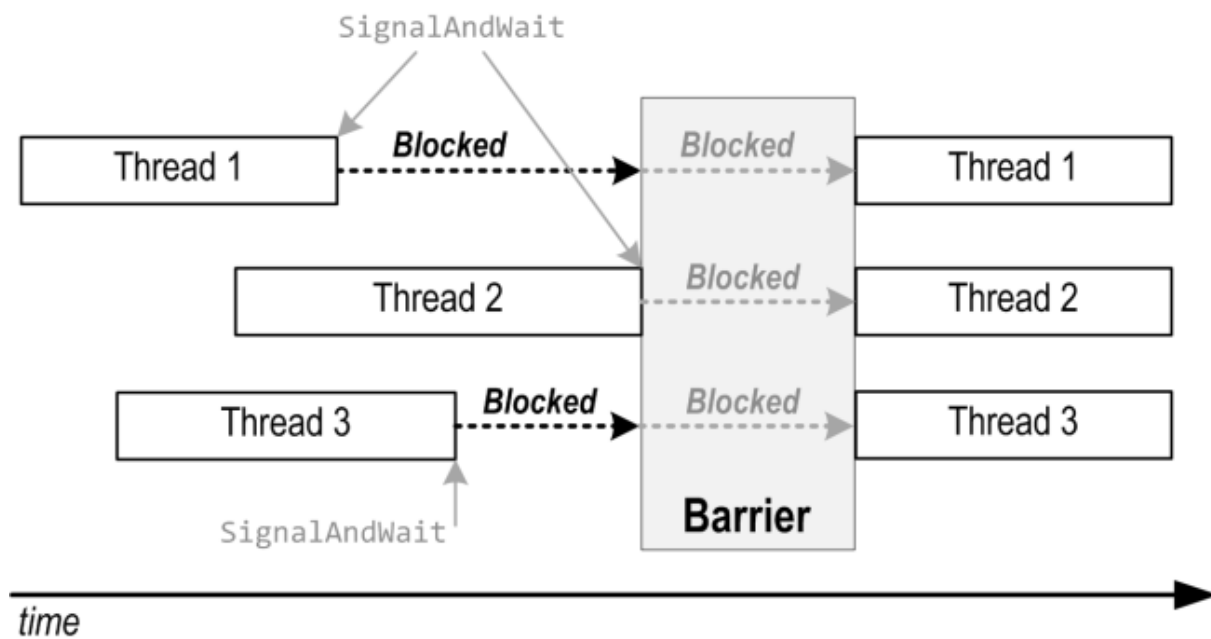 SignalAndWait
Thread 1 Blocked Blocked Thread 1
Thread 2 Blocked Thread 2
Thread 3 Blocked Blocked Thread 3
SignalAndWait
Barrier
time